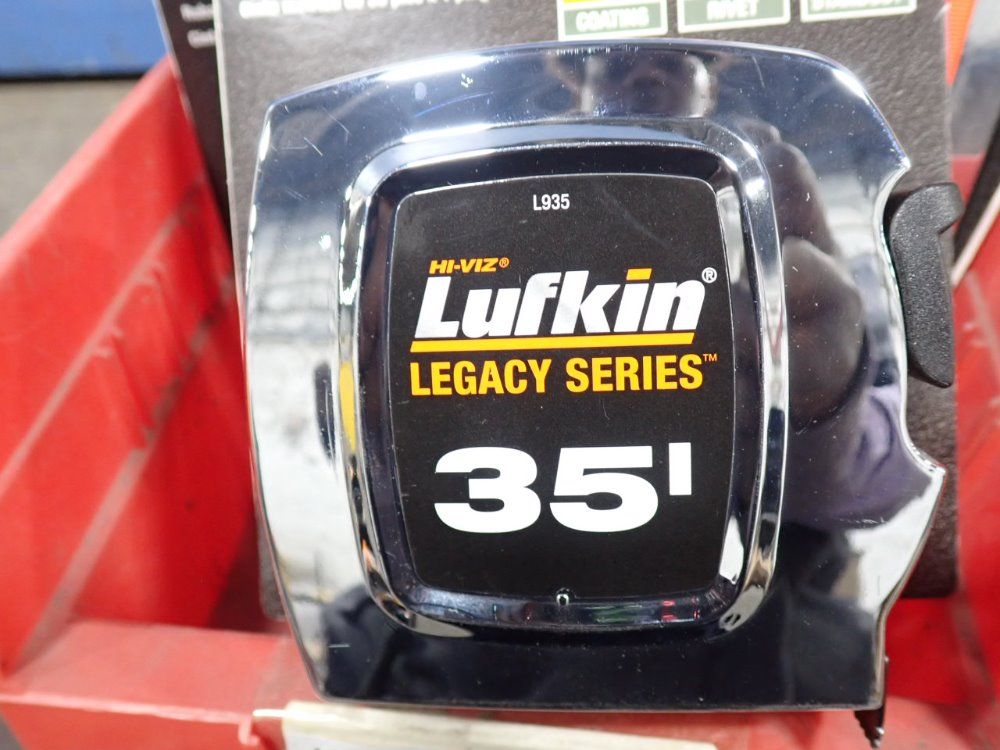 COATING
RIVET
L935
HI-VIZ®
Lufkin®
LEGACY SERIES™
35'